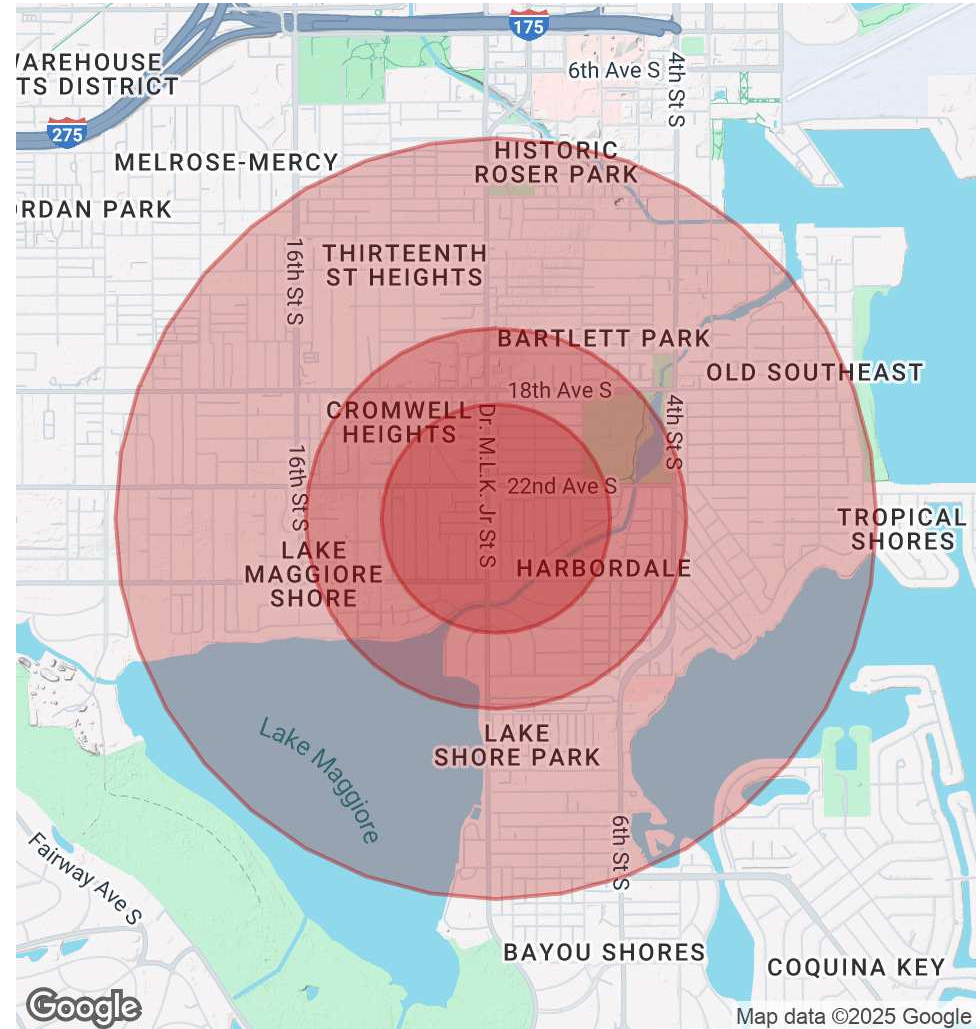 175
6th Ave S
4th St S
WAREHOUSE
TS DISTRICT
275
MELROSE-MERCY
HISTORIC
ROSER PARK
RDAN PARK
16th St S
THIRTEENTH
ST HEIGHTS
BARTLETT PARK
OLD SOUTHEAST
18th Ave S
CROMWELL
HEIGHTS
Dr. M.L.K. Jr St S
4th St S
16th St S
22nd Ave S
TROPICAL
SHORES
LAKE
MAGGIORE
SHORE
HARBORDALE
Lake Maggiore
LAKE
SHORE PARK
6th St S
Fairway Ave S
BAYOU SHORES
COQUINA KEY
Google
Map data ©2025 Google